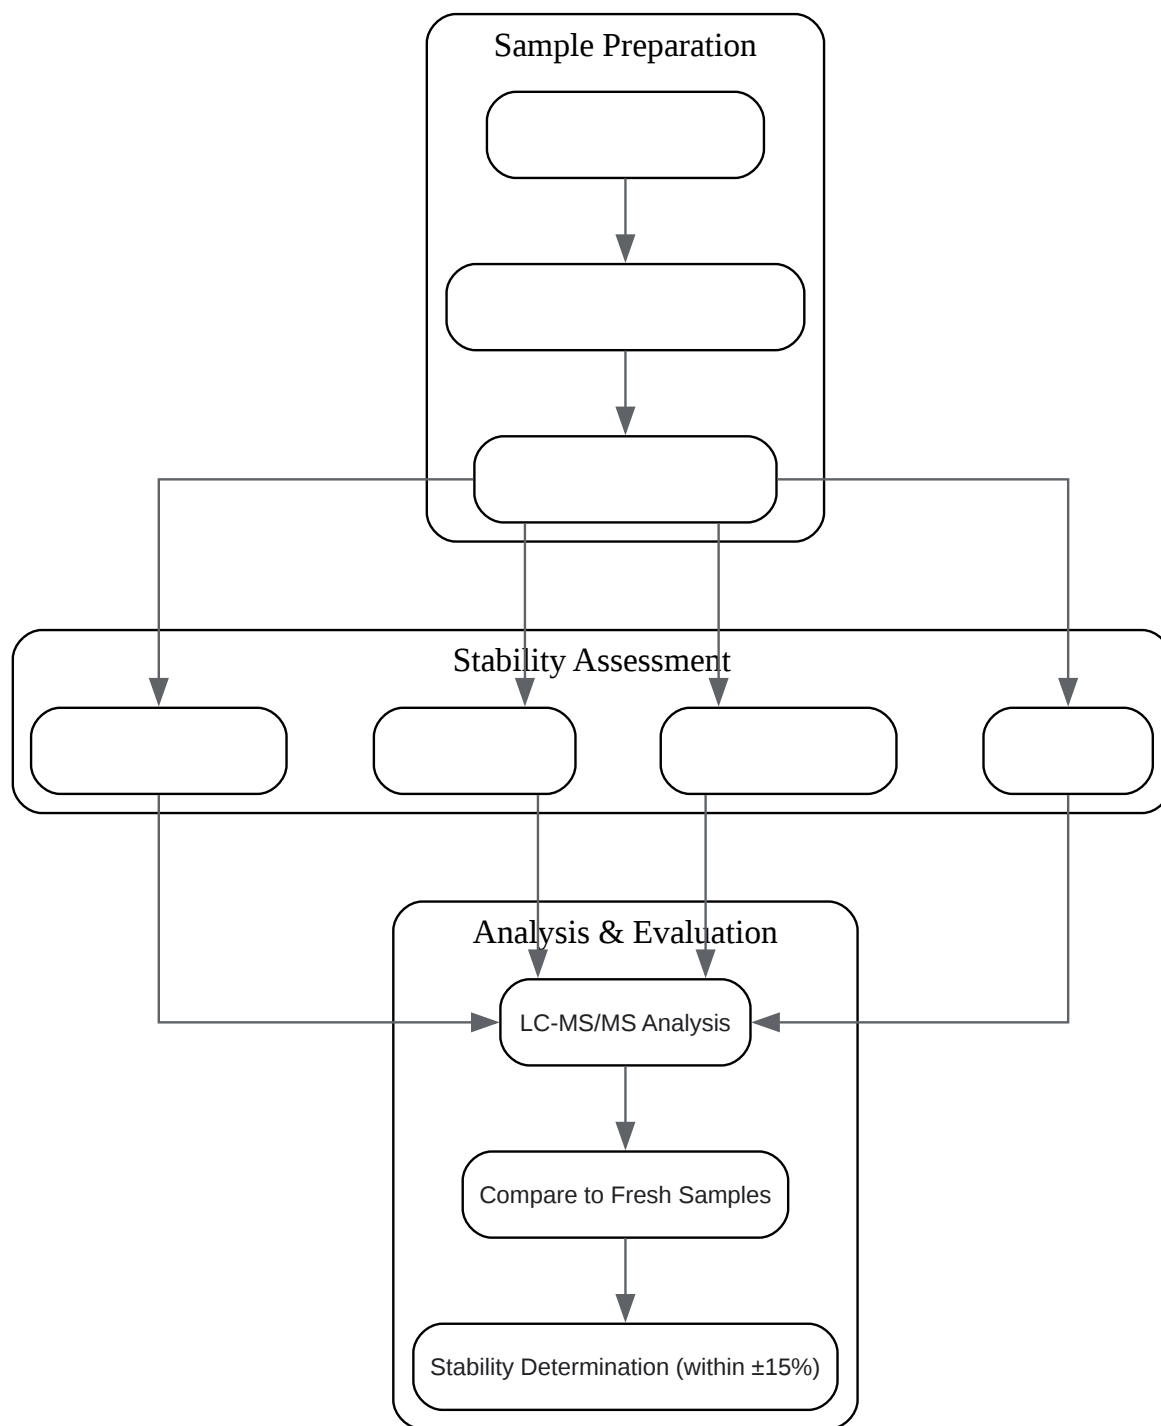 Sample Preparation
Stability Assessment
Analysis & Evaluation
LC-MS/MS Analysis
Compare to Fresh Samples
Stability Determination (within ±15%)